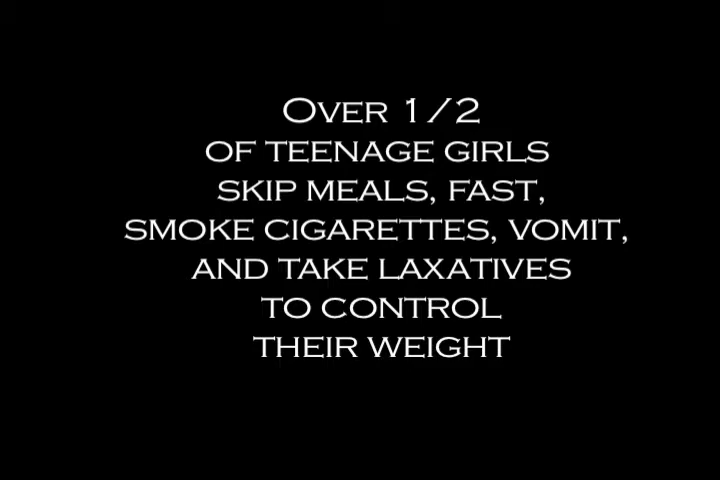 Over 1/2
of teenage girls
skip meals, fast,
smoke cigarettes, vomit,
and take laxatives
to control
their weight